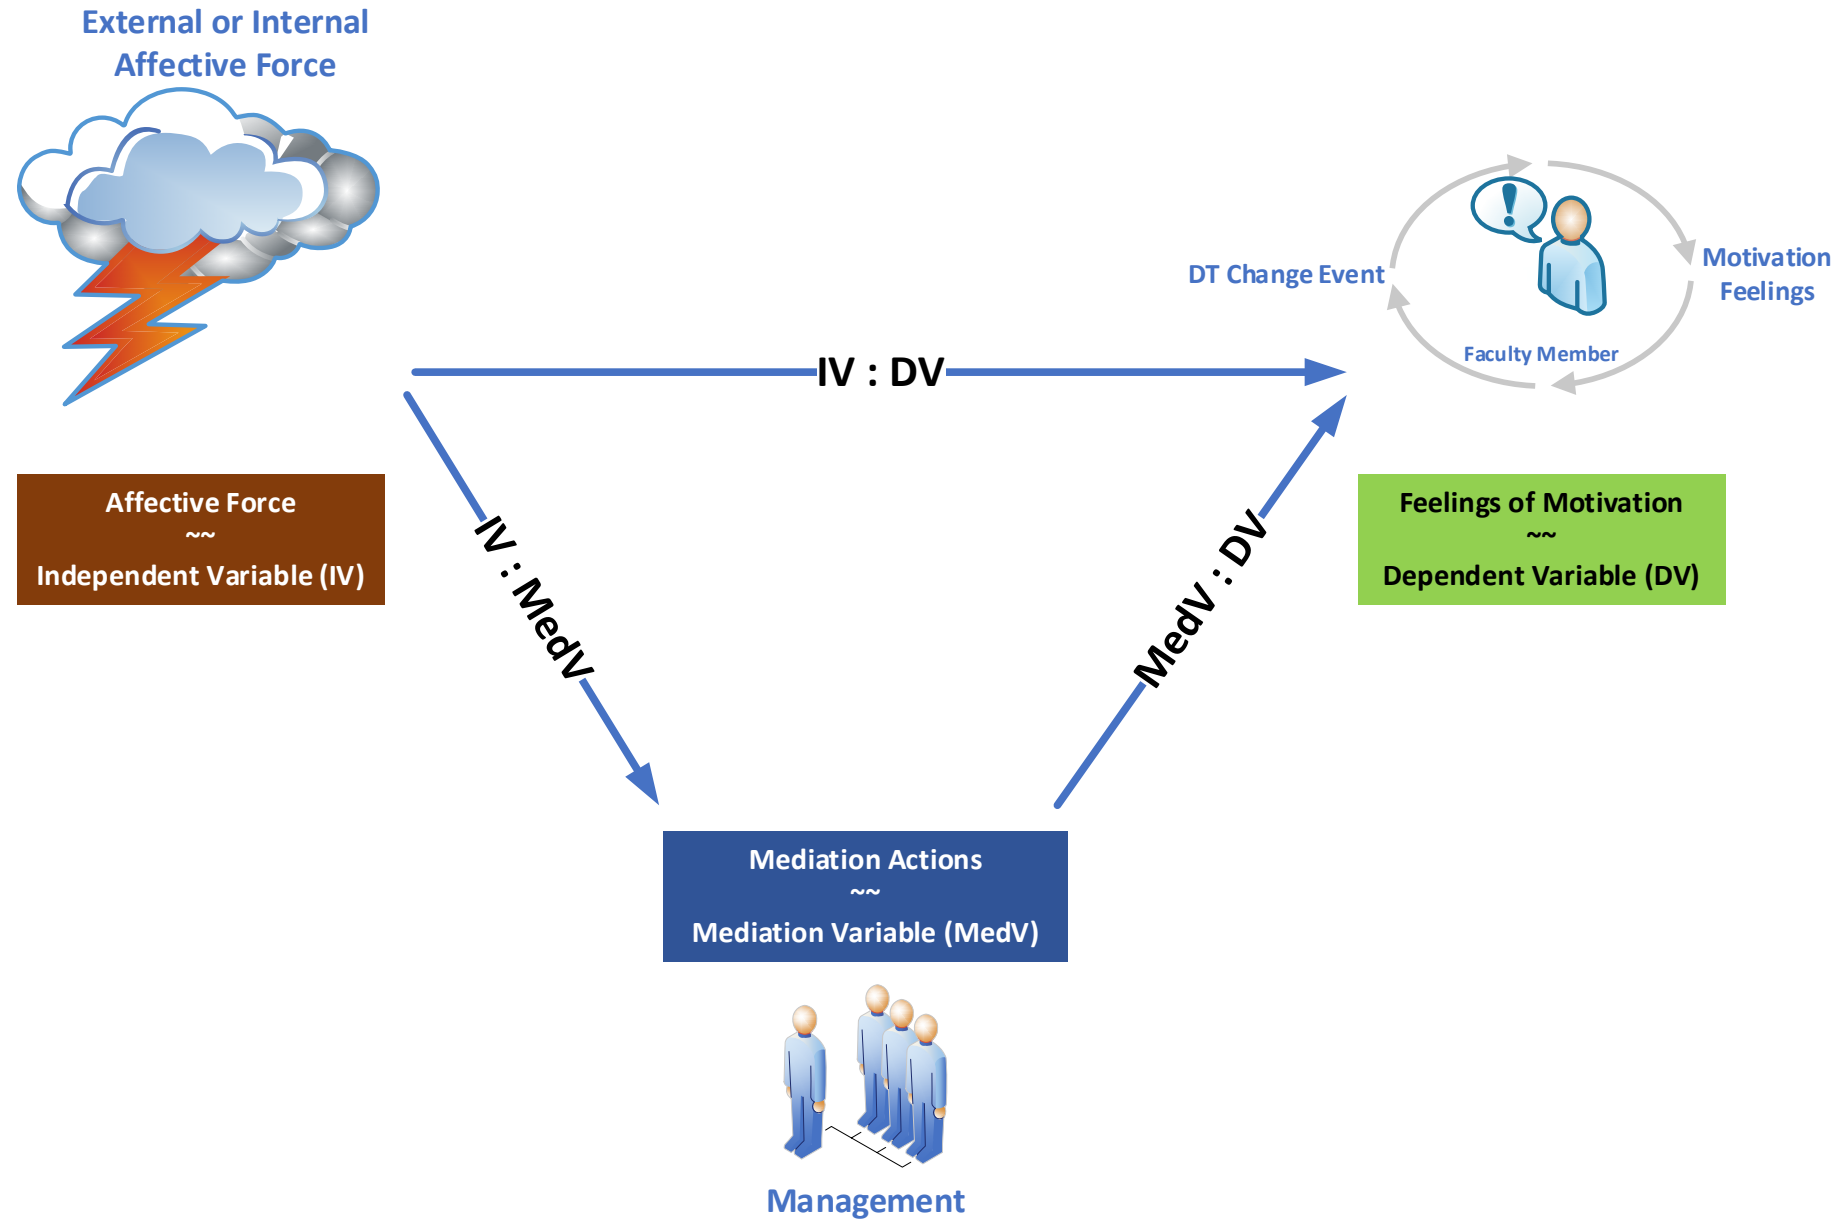 External or Internal
Affective Force
DT Change Event
Motivation
Feelings
Faculty Member
IV : DV
Affective Force
~~
Independent Variable (IV)
Feelings of Motivation
~~
Dependent Variable (DV)
IV : MedV
MedV : DV
Mediation Actions
~~
Mediation Variable (MedV)
Management